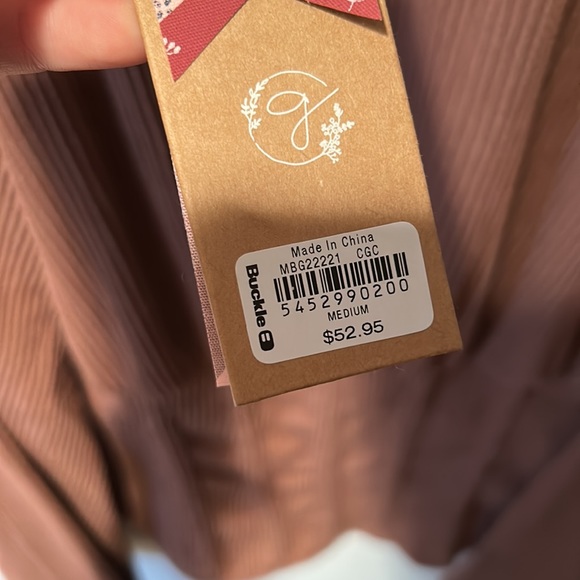 g
Made In China
MBG22221 CGC
5452990200
MEDIUM
$52.95
Buckle B